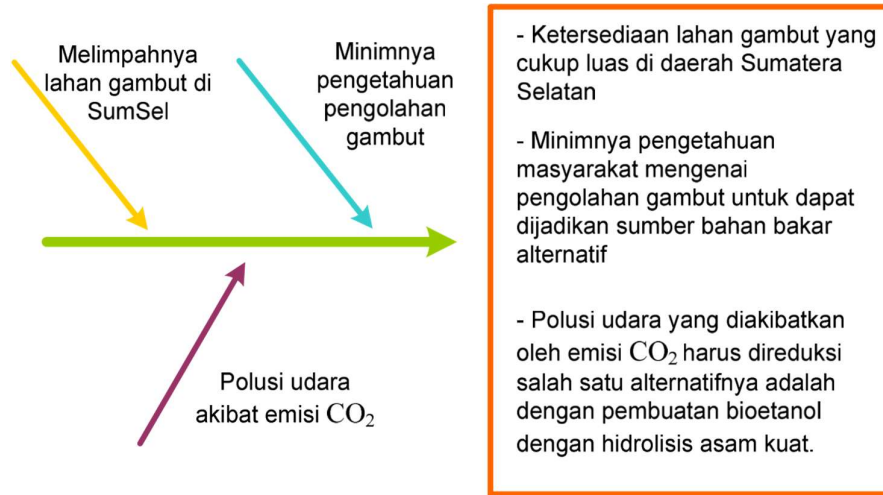 Melimpahnya
lahan gambut di
SumSel
Minimnya
pengetahuan
pengolahan
gambut
Polusi udara
akibat emisi CO₂
- Ketersediaan lahan gambut yang
cukup luas di daerah Sumatera
Selatan
- Minimnya pengetahuan
masyarakat mengenai
pengolahan gambut untuk dapat
dijadikan sumber bahan bakar
alternatif
- Polusi udara yang diakibatkan
oleh emisi CO₂ harus direduksi
salah satu alternatifnya adalah
dengan pembuatan bioetanol
dengan hidrolisis asam kuat.